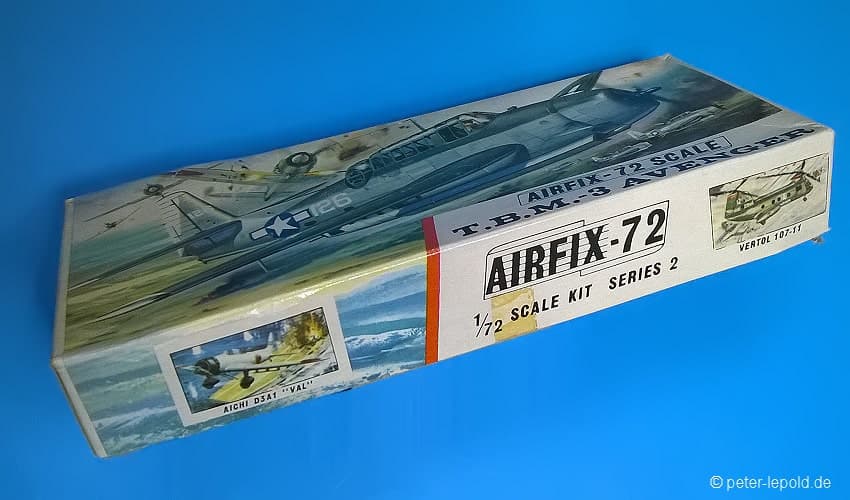 126
AIRFIX-72 SCALE
T.B.M.-3 AVENGER
AIRFIX-72
1/72 SCALE KIT SERIES 2
VERTOL 107-11
AICHI D3A1 "VAL"
© peter-lepold.de